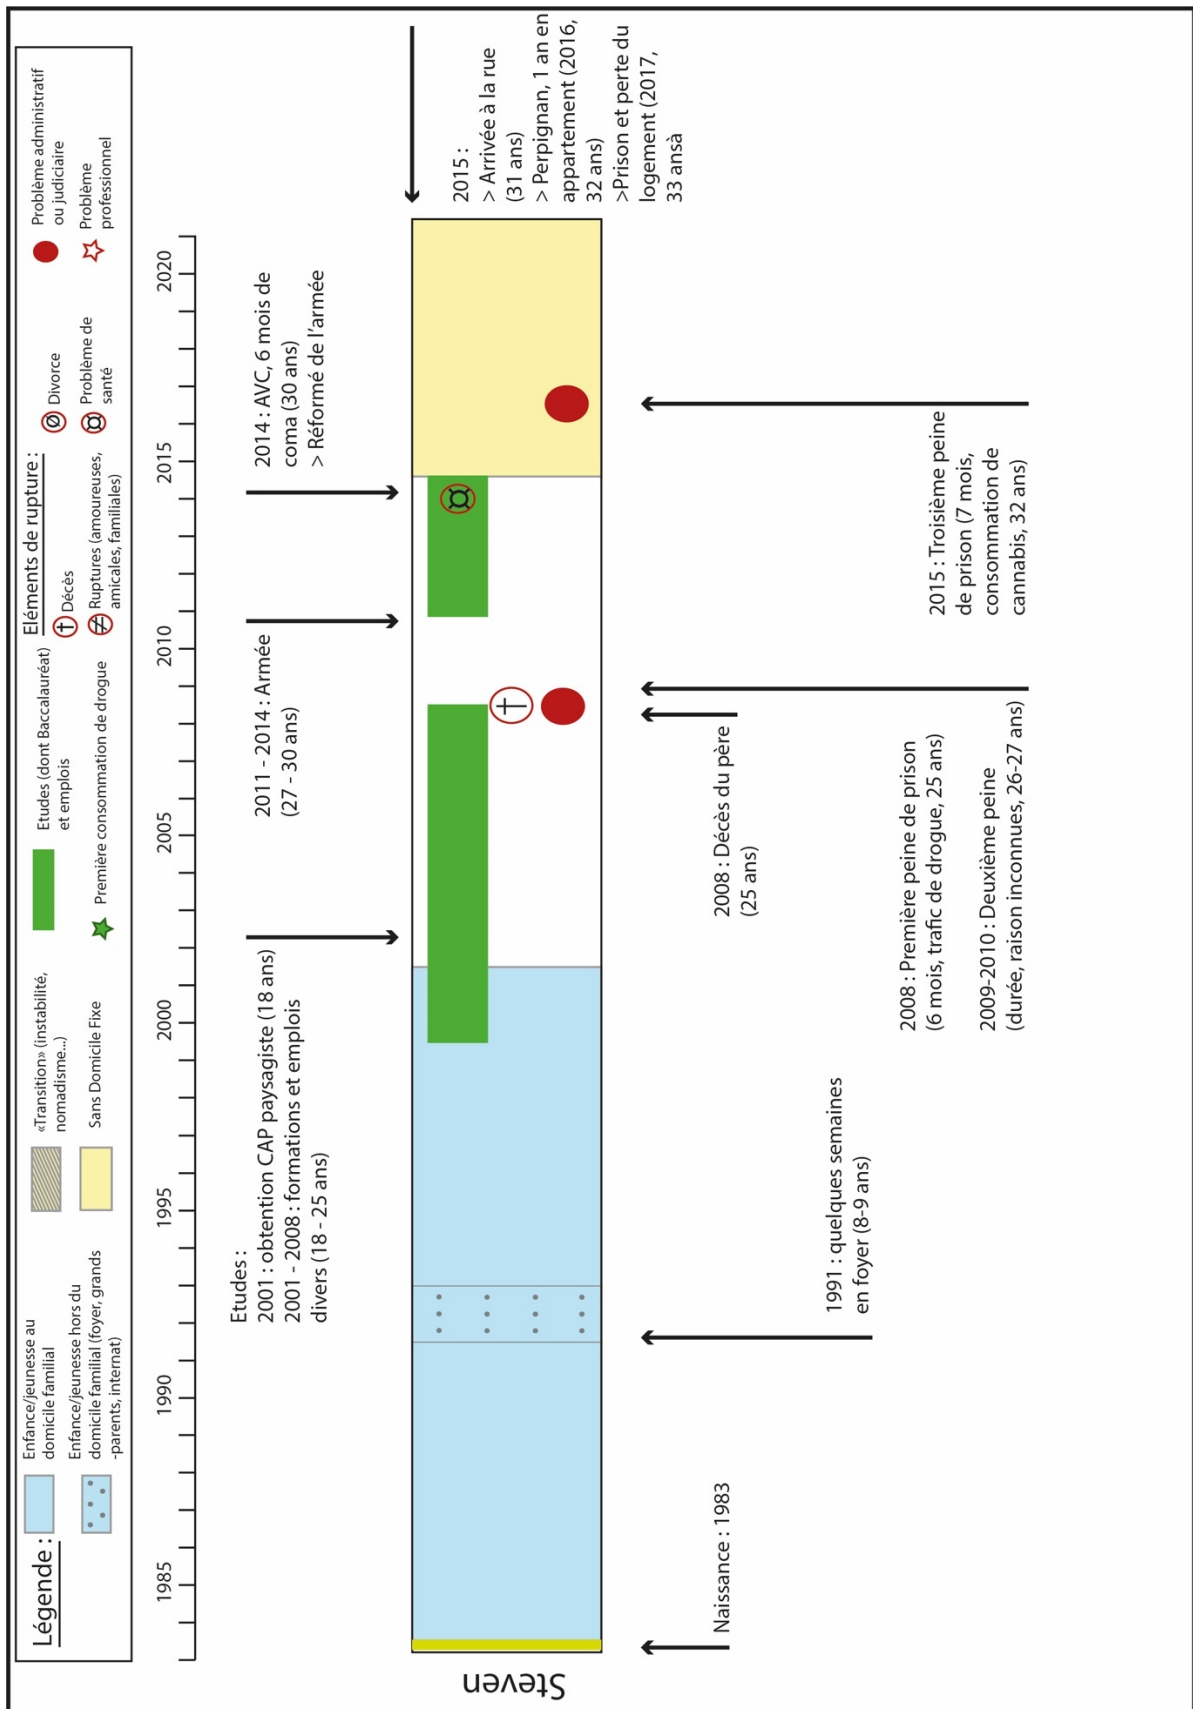 Légende :
Enfance/jeunesse au
domicile familial
Enfance/jeunesse hors du
domicile familial (foyer, grands
-parents, internat)
«Transition» (instabilité,
nomadisme...)
Sans Domicile Fixe
Etudes (dont Baccalauréat)
et emplois
Première consommation de drogue
Eléments de rupture :
Décès
Ruptures (amoureuses,
amicales, familiales)
Divorce
Problème de
santé
Problème administratif
ou judiciaire
Problème
professionnel
1985
1990
1995
2000
2005
2010
2015
2020
Etudes :
2001 : obtention CAP paysagiste (18 ans)
2001 - 2008 : formations et emplois
divers (18 - 25 ans)
2011 - 2014 : Armée
(27 - 30 ans)
2014 : AVC, 6 mois de
coma (30 ans)
> Réformé de l'armée
2015 :
> Arrivée à la rue
(31 ans)
> Perpignan, 1 an en
appartement (2016,
32 ans)
>Prison et perte du
logement (2017,
33 ansà
Steven
Naissance : 1983
1991 : quelques semaines
en foyer (8-9 ans)
2008 : Décès du père
(25 ans)
2008 : Première peine de prison
(6 mois, trafic de drogue, 25 ans)
2009-2010 : Deuxième peine
(durée, raison inconnues, 26-27 ans)
2015 : Troisième peine
de prison (7 mois,
consommation de
cannabis, 32 ans)